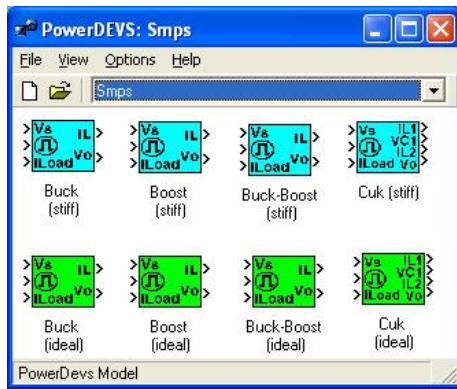 PowerDEVS: Smps
File View Options Help
Smps
Vs IL
ILoad Vo
Vs IL
ILoad Vo
Vs IL
ILoad Vo
Vs IL1
VC1
IL2
ILoad Vo
Buck
(stiff)
Boost
(stiff)
Buck-Boost
(stiff)
Cuk (stiff)
Vs IL
ILoad Vo
Vs IL
ILoad Vo
Vs IL
ILoad Vo
Vs IL1
VC1
IL2
ILoad Vo
Buck
(ideal)
Boost
(ideal)
Buck-Boost
(ideal)
Cuk
(ideal)
PowerDevs Model